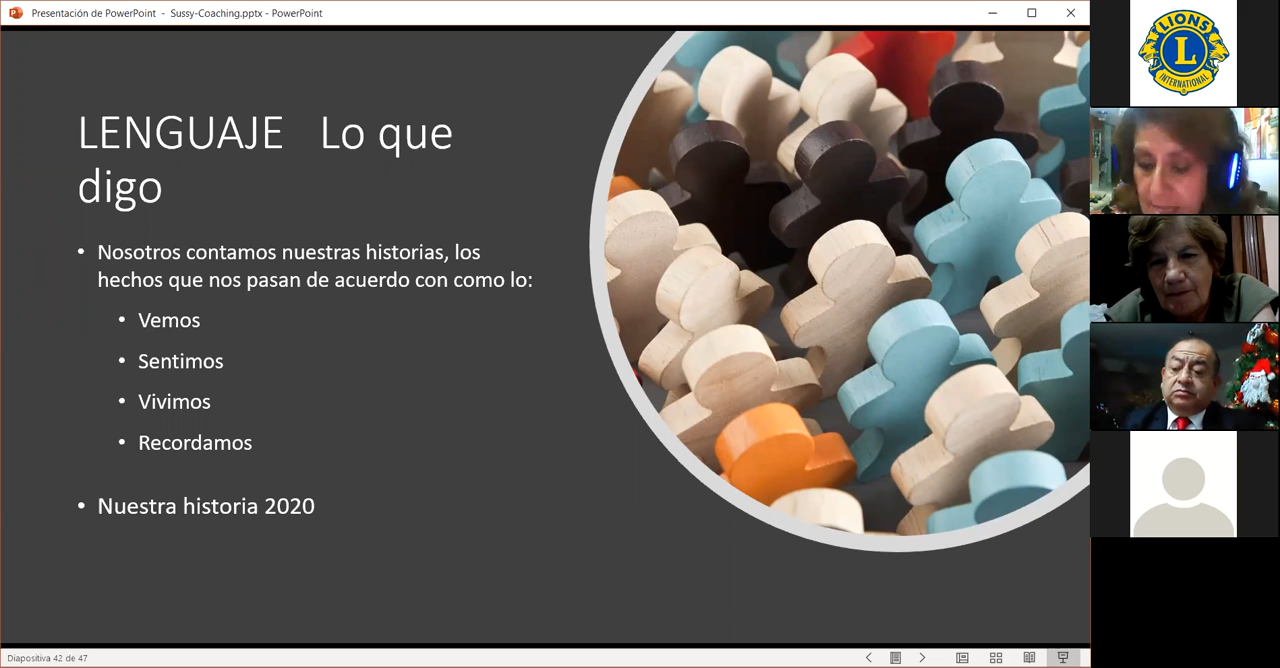 Presentación de PowerPoint - Sussy-Coaching.pptx - PowerPoint
LENGUAJE Lo que
digo
• Nosotros contamos nuestras historias, los
hechos que nos pasan de acuerdo con como lo:
• Vemos
• Sentimos
• Vivimos
• Recordamos
• Nuestra historia 2020
Diapositiva 42 de 47
LIONS
L
INTERNATIONAL